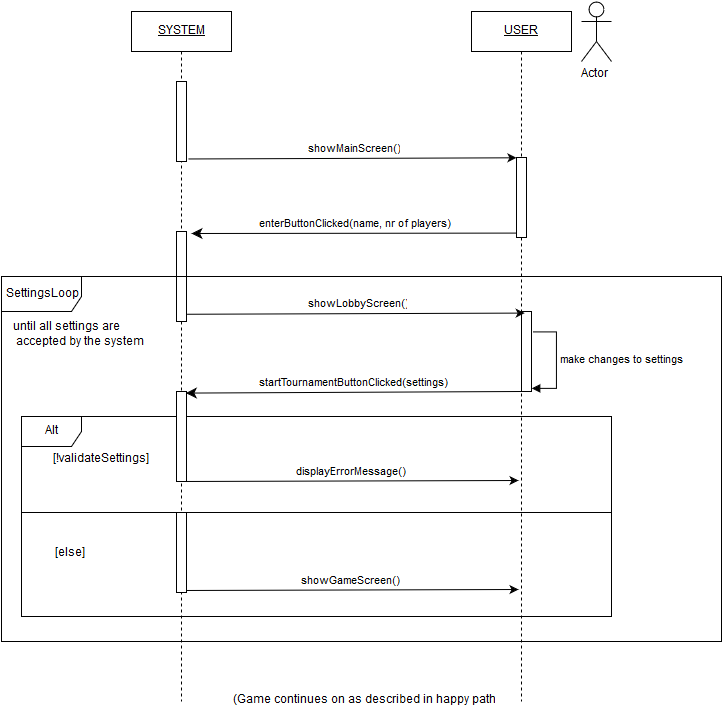 SYSTEM
USER
Actor
showMainScreen()
enterButtonClicked(name, nr of players)
SettingsLoop
showLobbyScreen()
until all settings are
accepted by the system
make changes to settings
startTournamentButtonClicked(settings)
Alt
[!validateSettings]
displayErrorMessage()
[else]
showGameScreen()
(Game continues on as described in happy path